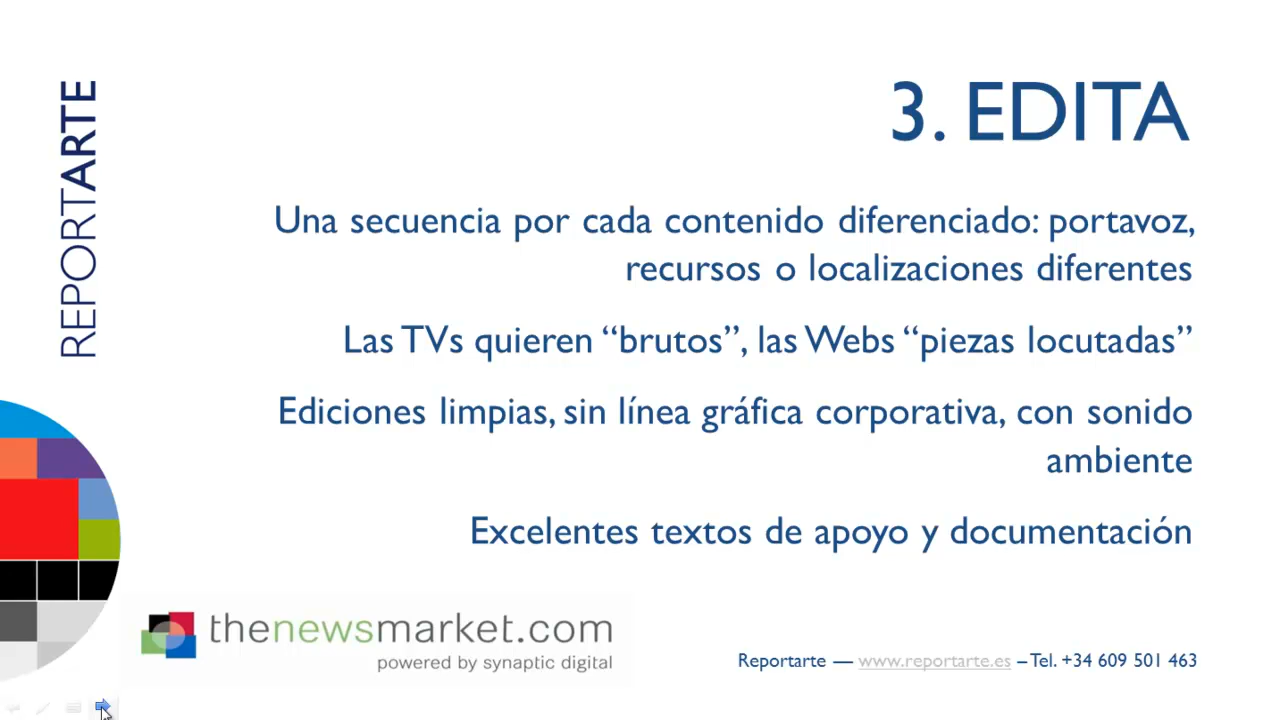 REPORTARTE
3. EDITA
Una secuencia por cada contenido diferenciado: portavoz,
recursos o localizaciones diferentes
Las TVs quieren “brutos”, las Webs “piezas locutadas”
Ediciones limpias, sin línea gráfica corporativa, con sonido
ambiente
Excelentes textos de apoyo y documentación
thenewsmarket.com
powered by synaptic digital
Reportarte — www.reportarte.es – Tel. +34 609 501 463